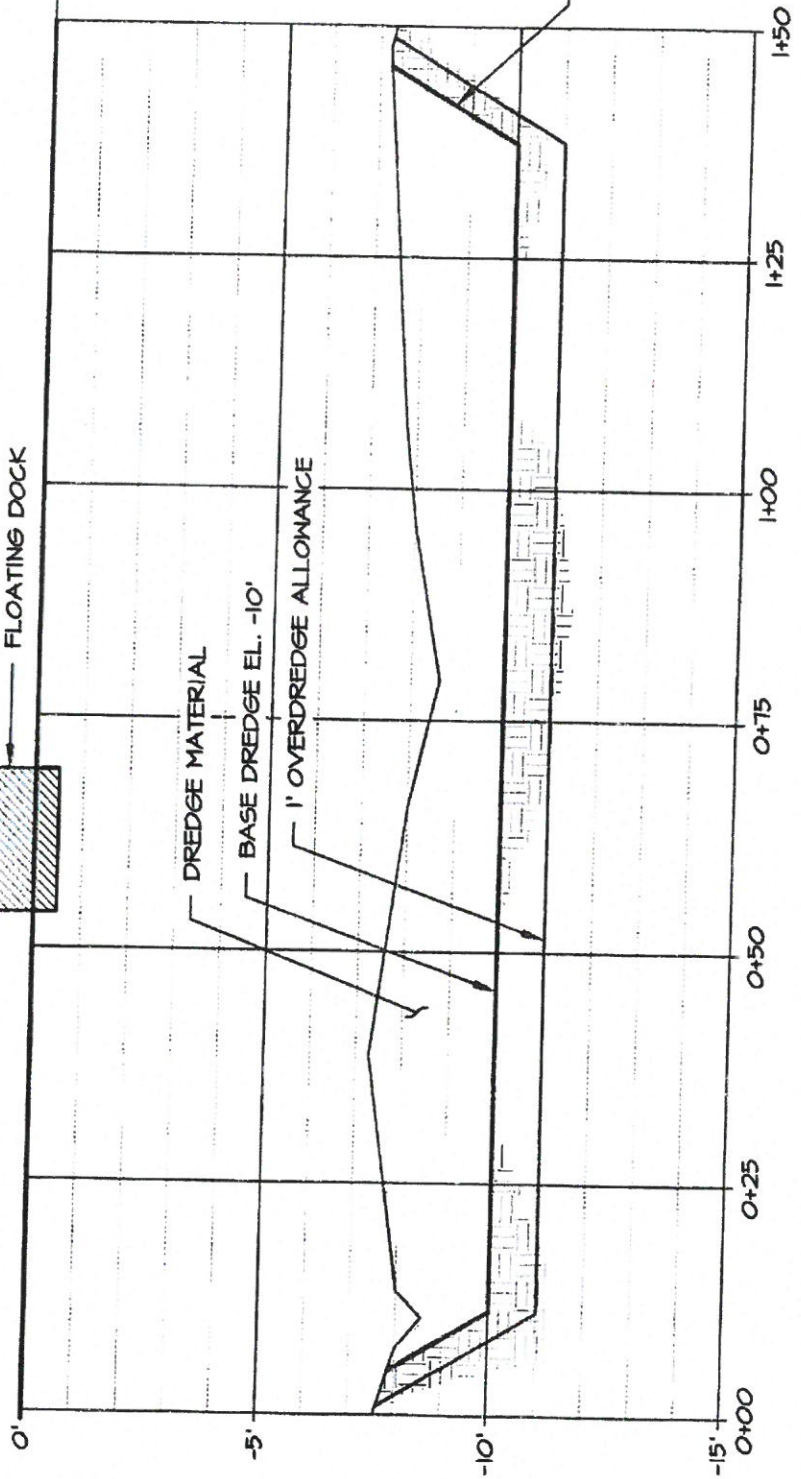 FLOATING DOCK
DREDGE MATERIAL
BASE DREDGE EL. -10'
1' OVERDREDGE ALLOWANCE
0'
-5'
-10'
-15'
0+00
0+25
0+50
0+75
1+00
1+25
1+50